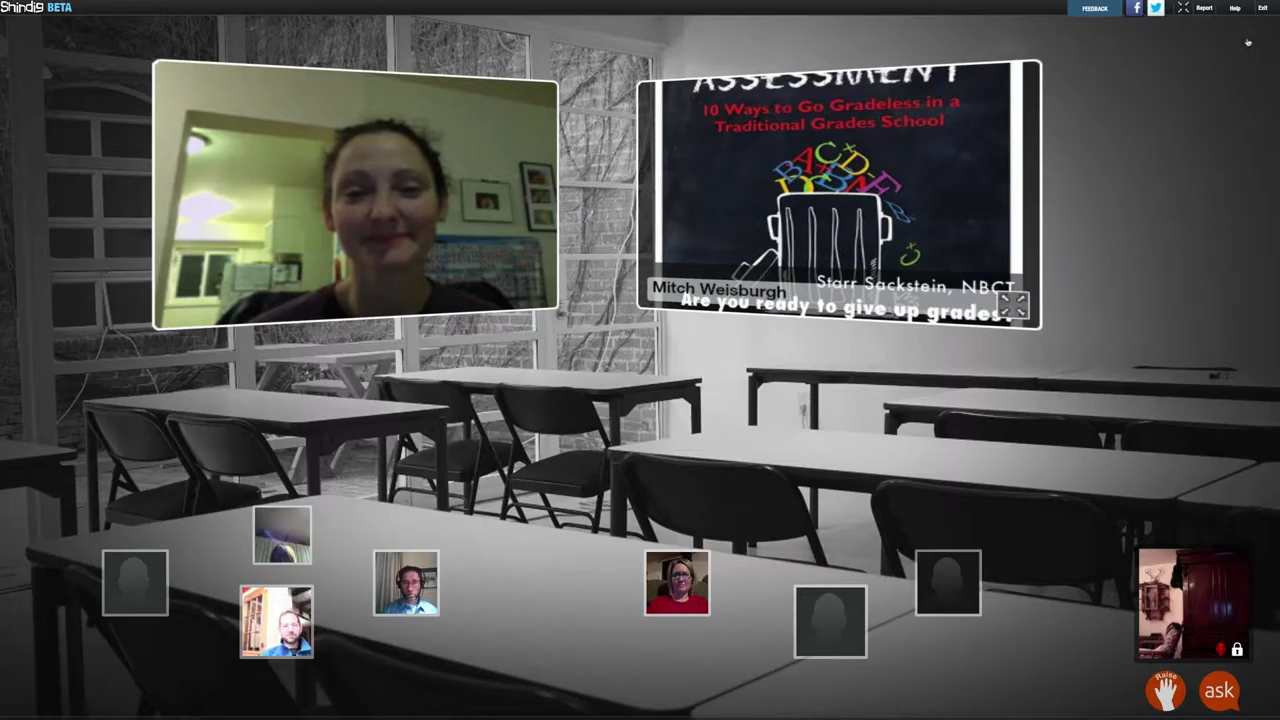 Shindig BETA
FEEDBACK
Report
Help
Exit
ASSESSMENT
10 Ways to Go Gradeless in a
Traditional Grades School
Mitch Weisburgh
Starr Sackstein, NBCT
Are you ready to give up grades?
Raise
ask